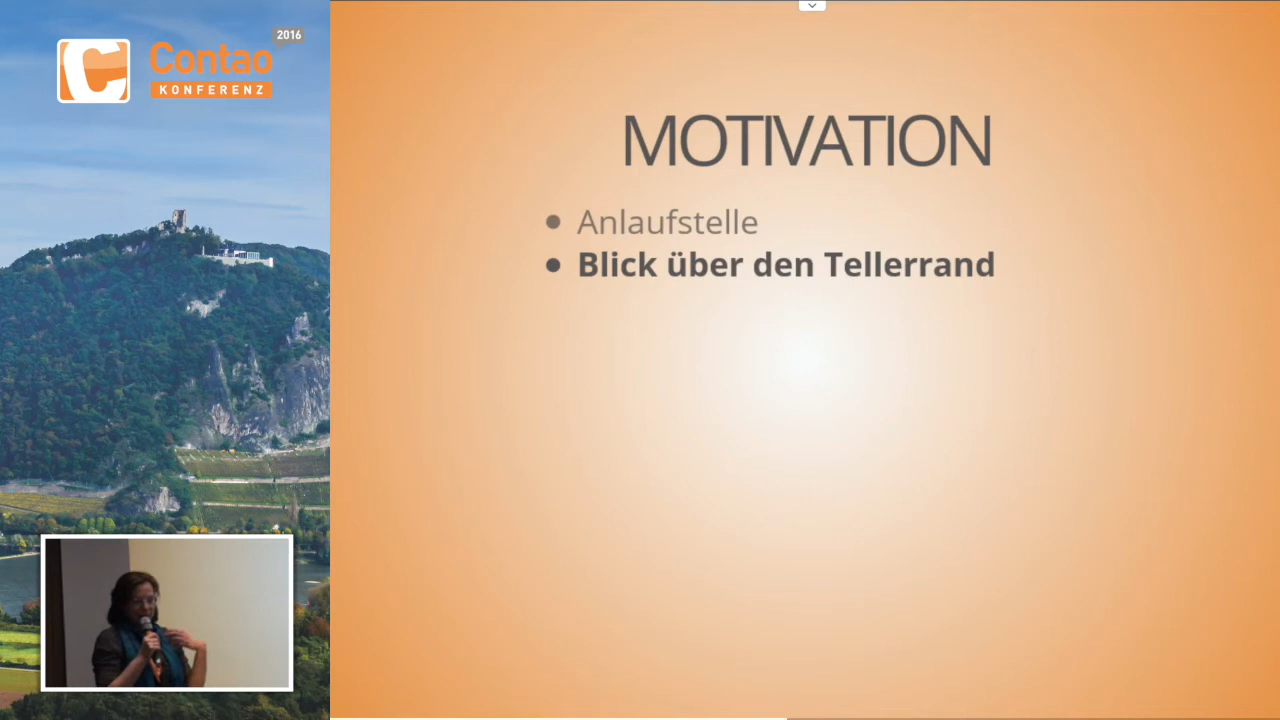 2016
Contao
KONFERENZ
MOTIVATION
Anlaufstelle
Blick über den Tellerrand